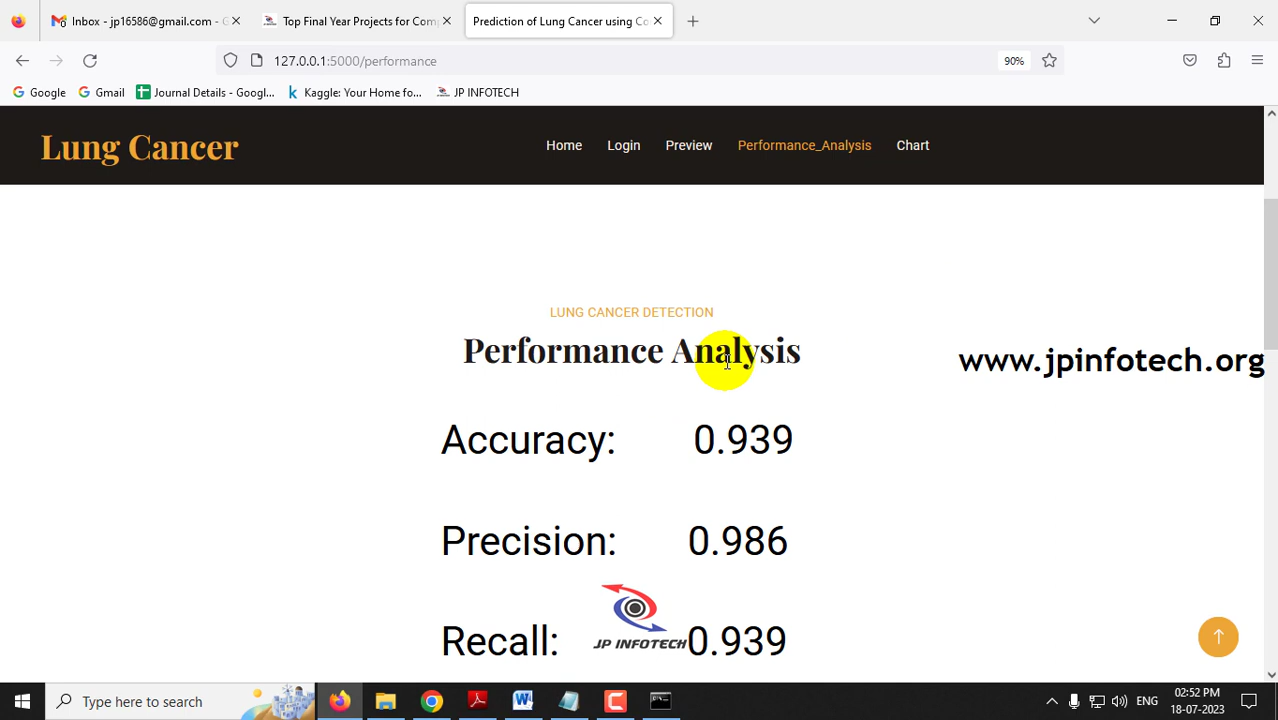 Inbox - jp16586@gmail.com - G
Top Final Year Projects for Com
Prediction of Lung Cancer using Co
127.0.0.1:5000/performance
90%
Google
Gmail
Journal Details - Googl...
Kaggle: Your Home fo...
JP INFOTECH
Lung Cancer
Home
Login
Preview
Performance_Analysis
Chart
LUNG CANCER DETECTION
Performance Analysis
www.jpinfotech.org
Accuracy: 0.939
Precision: 0.986
Recall: 0.939
JP INFOTECH
Type here to search
ENG
02:52 PM
18-07-2023